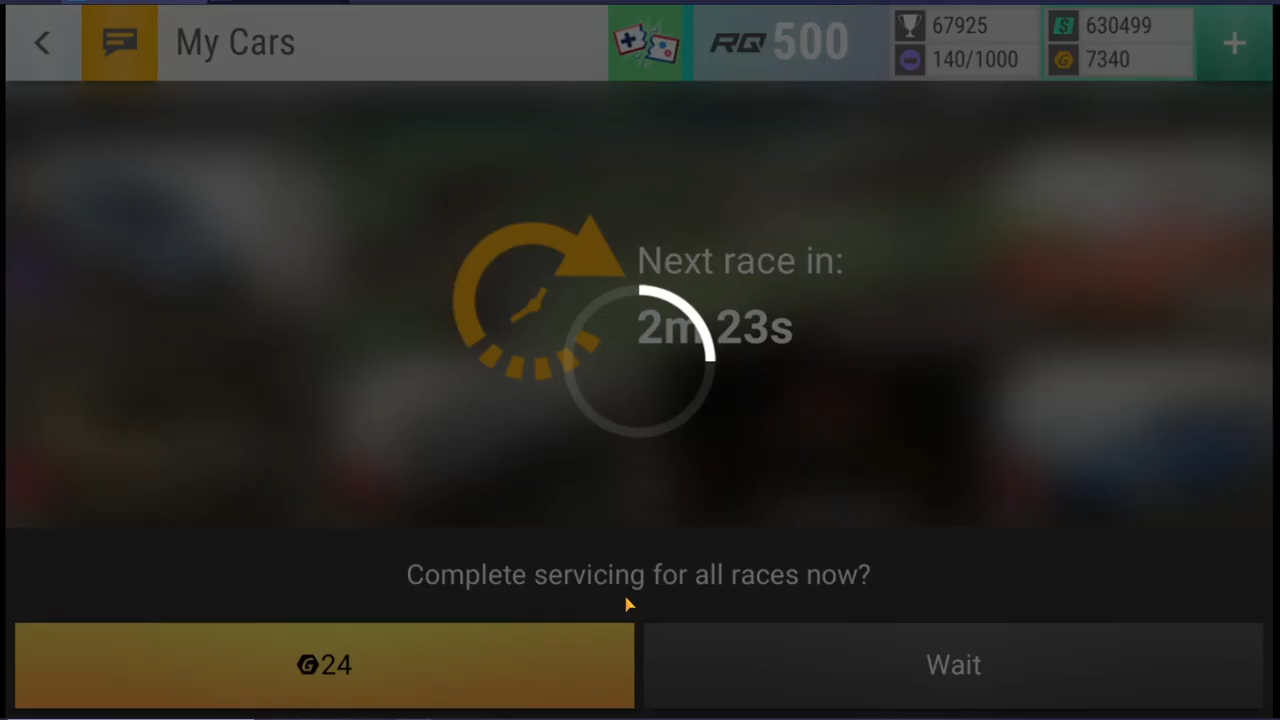 My Cars
RQ 500
67925
140/1000
630499
7340
Next race in:
2m 23s
Complete servicing for all races now?
24
Wait